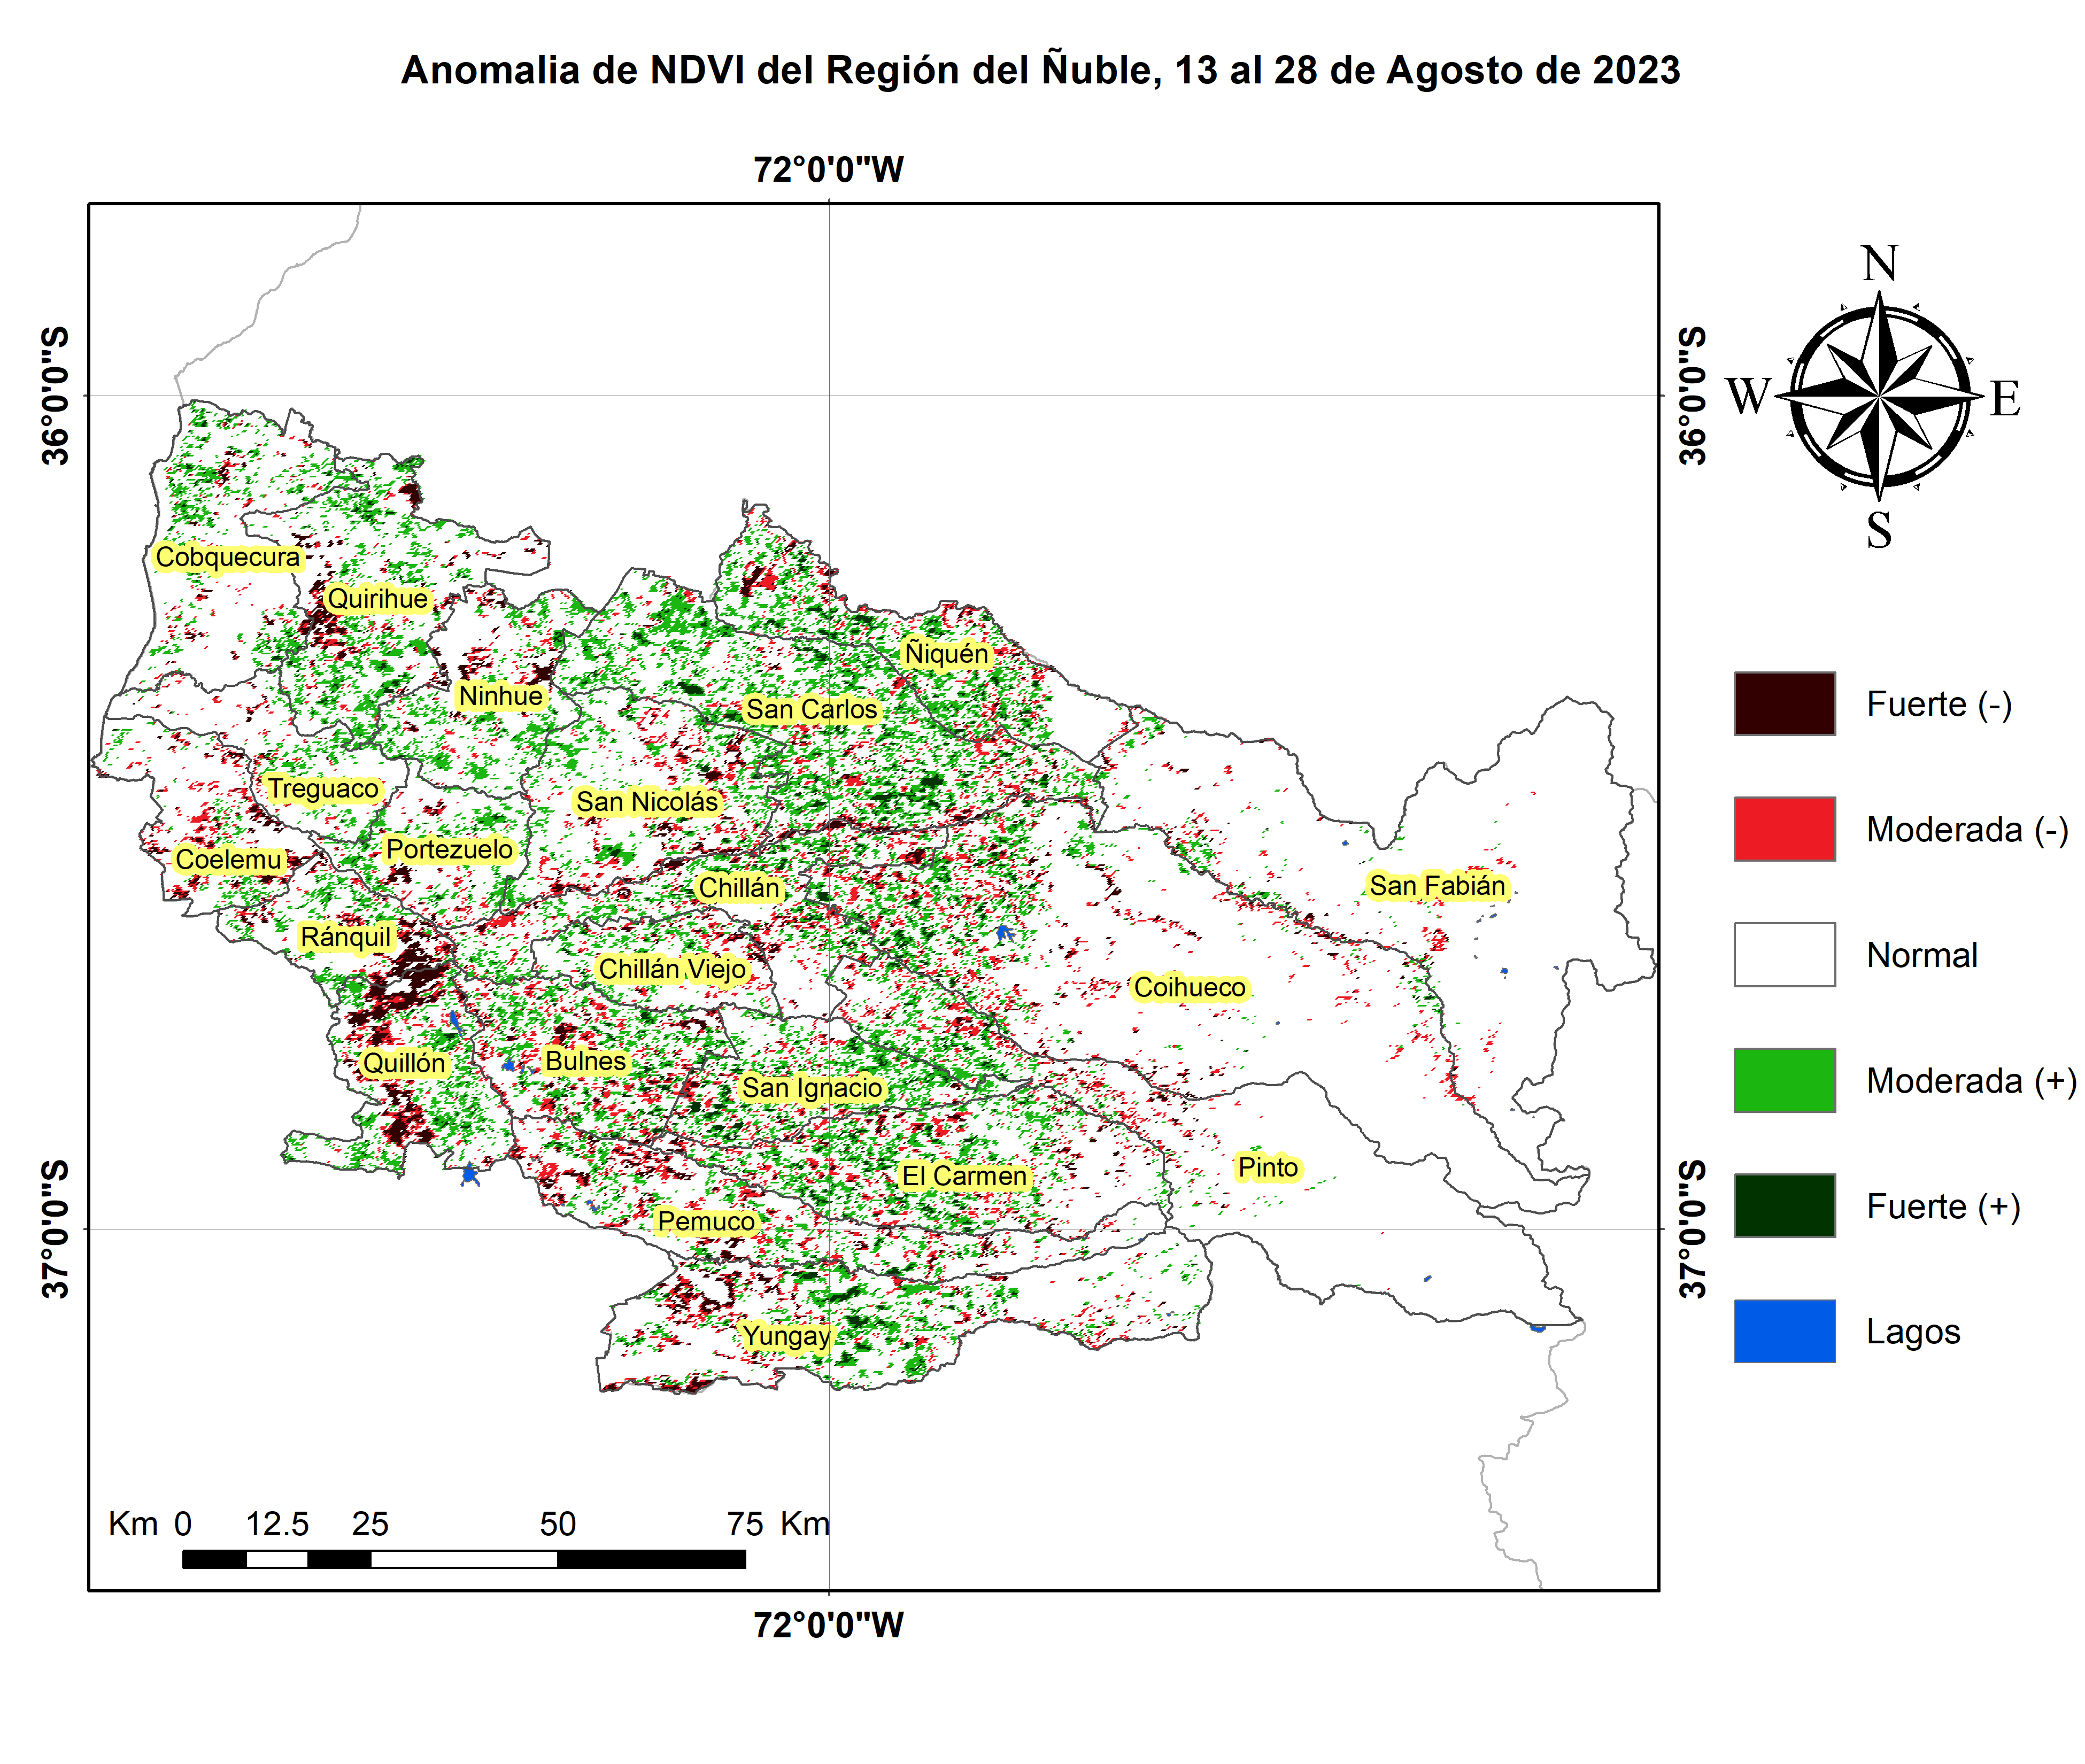 Anomalia de NDVI del Región del Ñuble, 13 al 28 de Agosto de 2023
72°0'0"W
36°0'0"S
36°0'0"S
N
W
E
S
Cobquecura
Quirihue
Ñiquén
Ninhue
San Carlos
Treguaco
San Nicolás
Portezuelo
Coelemu
Chillán
San Fabián
Ránquil
Chillán Viejo
Coihueco
Quillón
Bulnes
San Ignacio
El Carmen
Pinto
Pemuco
Yungay
37°0'0"S
37°0'0"S
Fuerte (-)
Moderada (-)
Normal
Moderada (+)
Fuerte (+)
Lagos
Km 0 12.5 25 50 75 Km
72°0'0"W